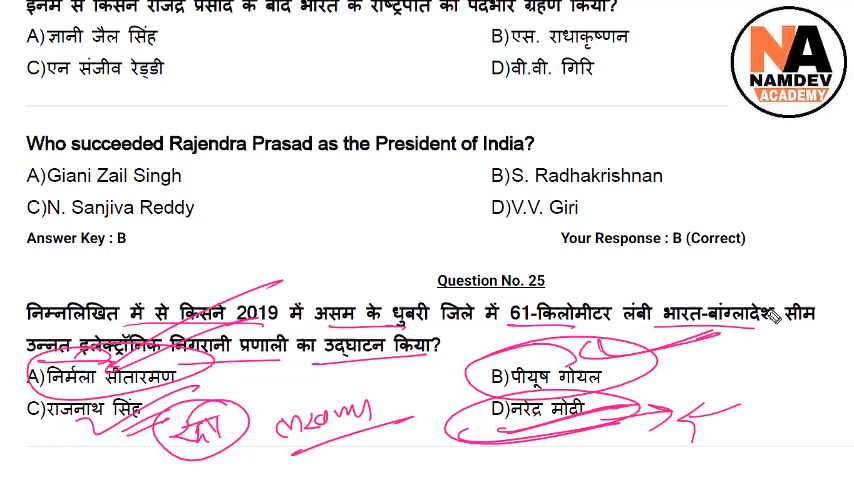 इनमें से किसने राजेंद्र प्रसाद के बाद भारत के राष्ट्रपति का पदभार ग्रहण किया?
A)ज्ञानी जैल सिंह
B)एस. राधाकृष्णन
C)एन संजीव रेड्डी
D)वी.वी. गिरि
NA
NAMDEV
ACADEMY
Who succeeded Rajendra Prasad as the President of India?
A)Giani Zail Singh
B)S. Radhakrishnan
C)N. Sanjiva Reddy
D)V.V. Giri
Answer Key : B
Your Response : B (Correct)
Question No. 25
निम्नलिखित में से किसने 2019 में असम के धुबरी जिले में 61-किलोमीटर लंबी भारत-बांग्लादेश सीम
उन्नत इलेक्ट्रॉनिक निगरानी प्रणाली का उद्घाटन किया?
A)निर्मला सीतारमण
B)पीयूष गोयल
C)राजनाथ सिंह
D)नरेंद्र मोदी